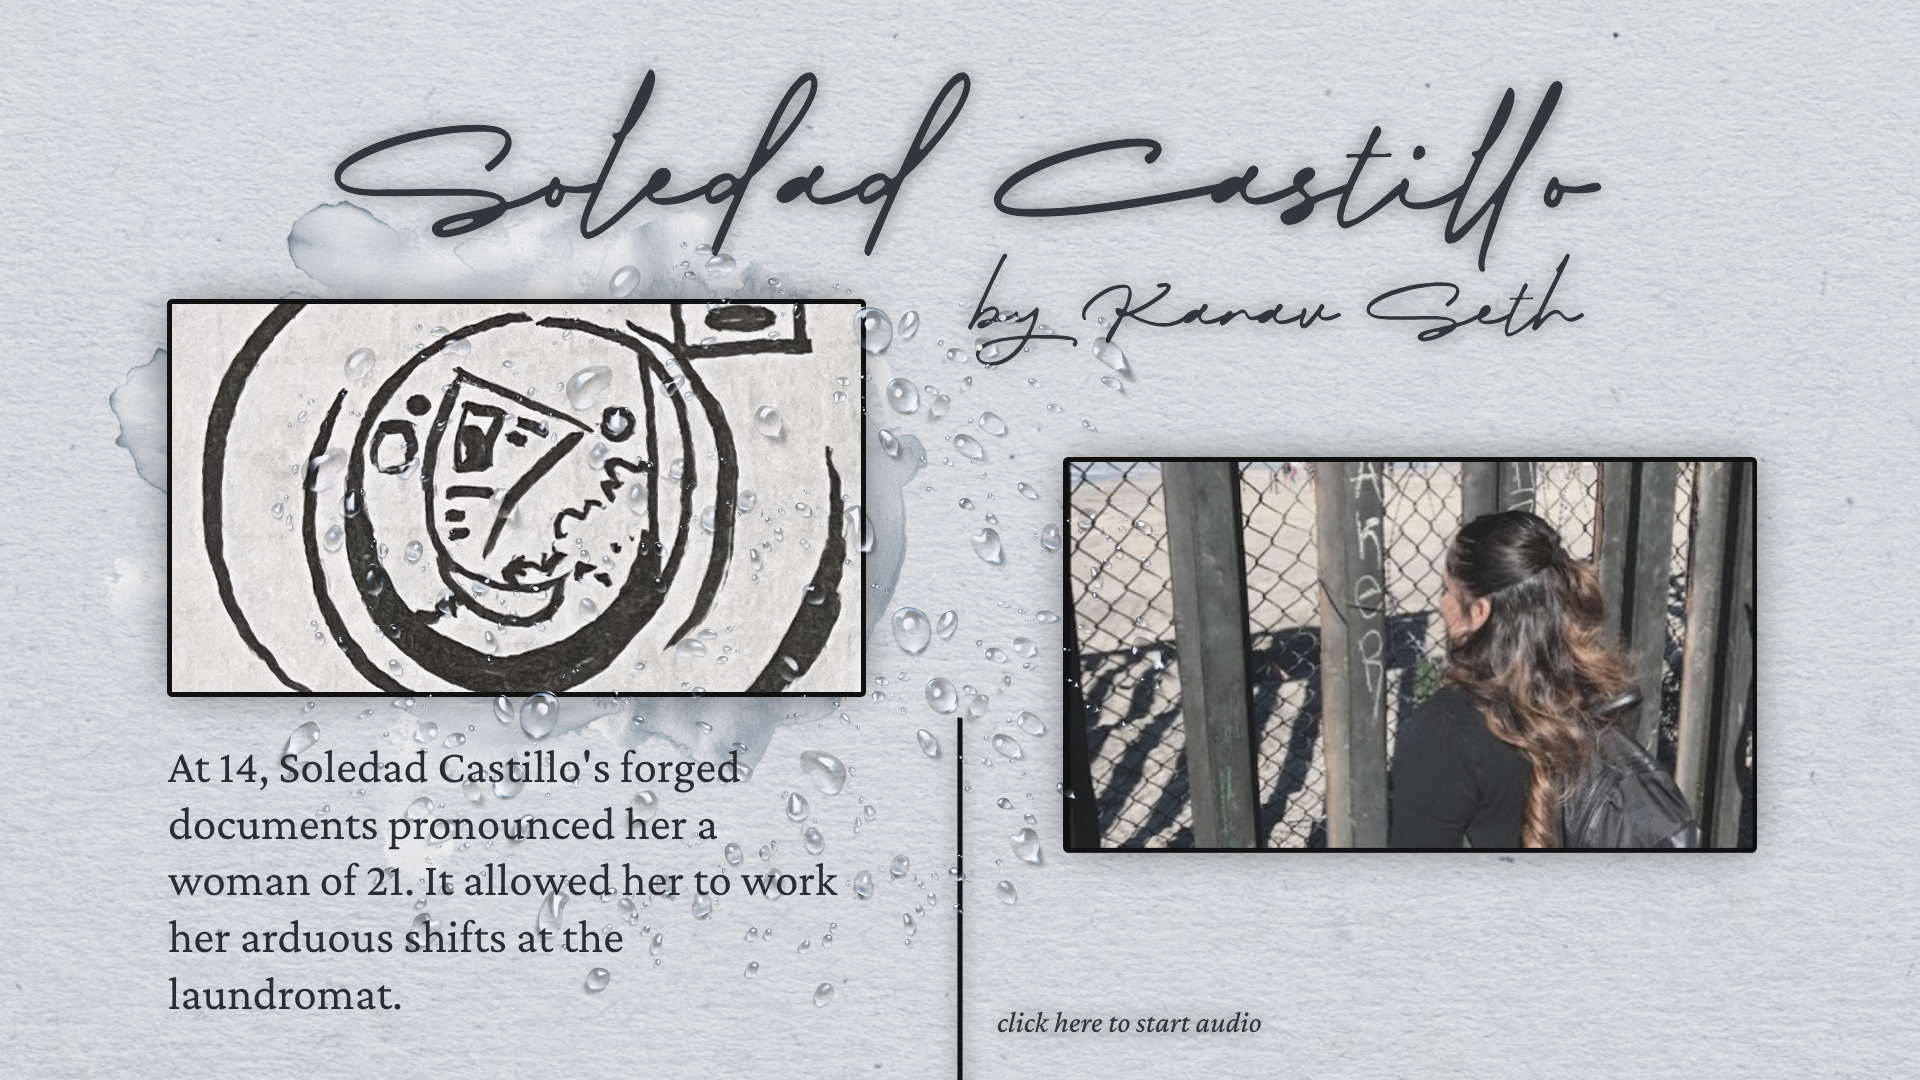 Soledad Castillo
by Kanav Seth
At 14, Soledad Castillo's forged
documents pronounced her a
woman of 21. It allowed her to work
her arduous shifts at the
laundromat.
AKER
click here to start audio